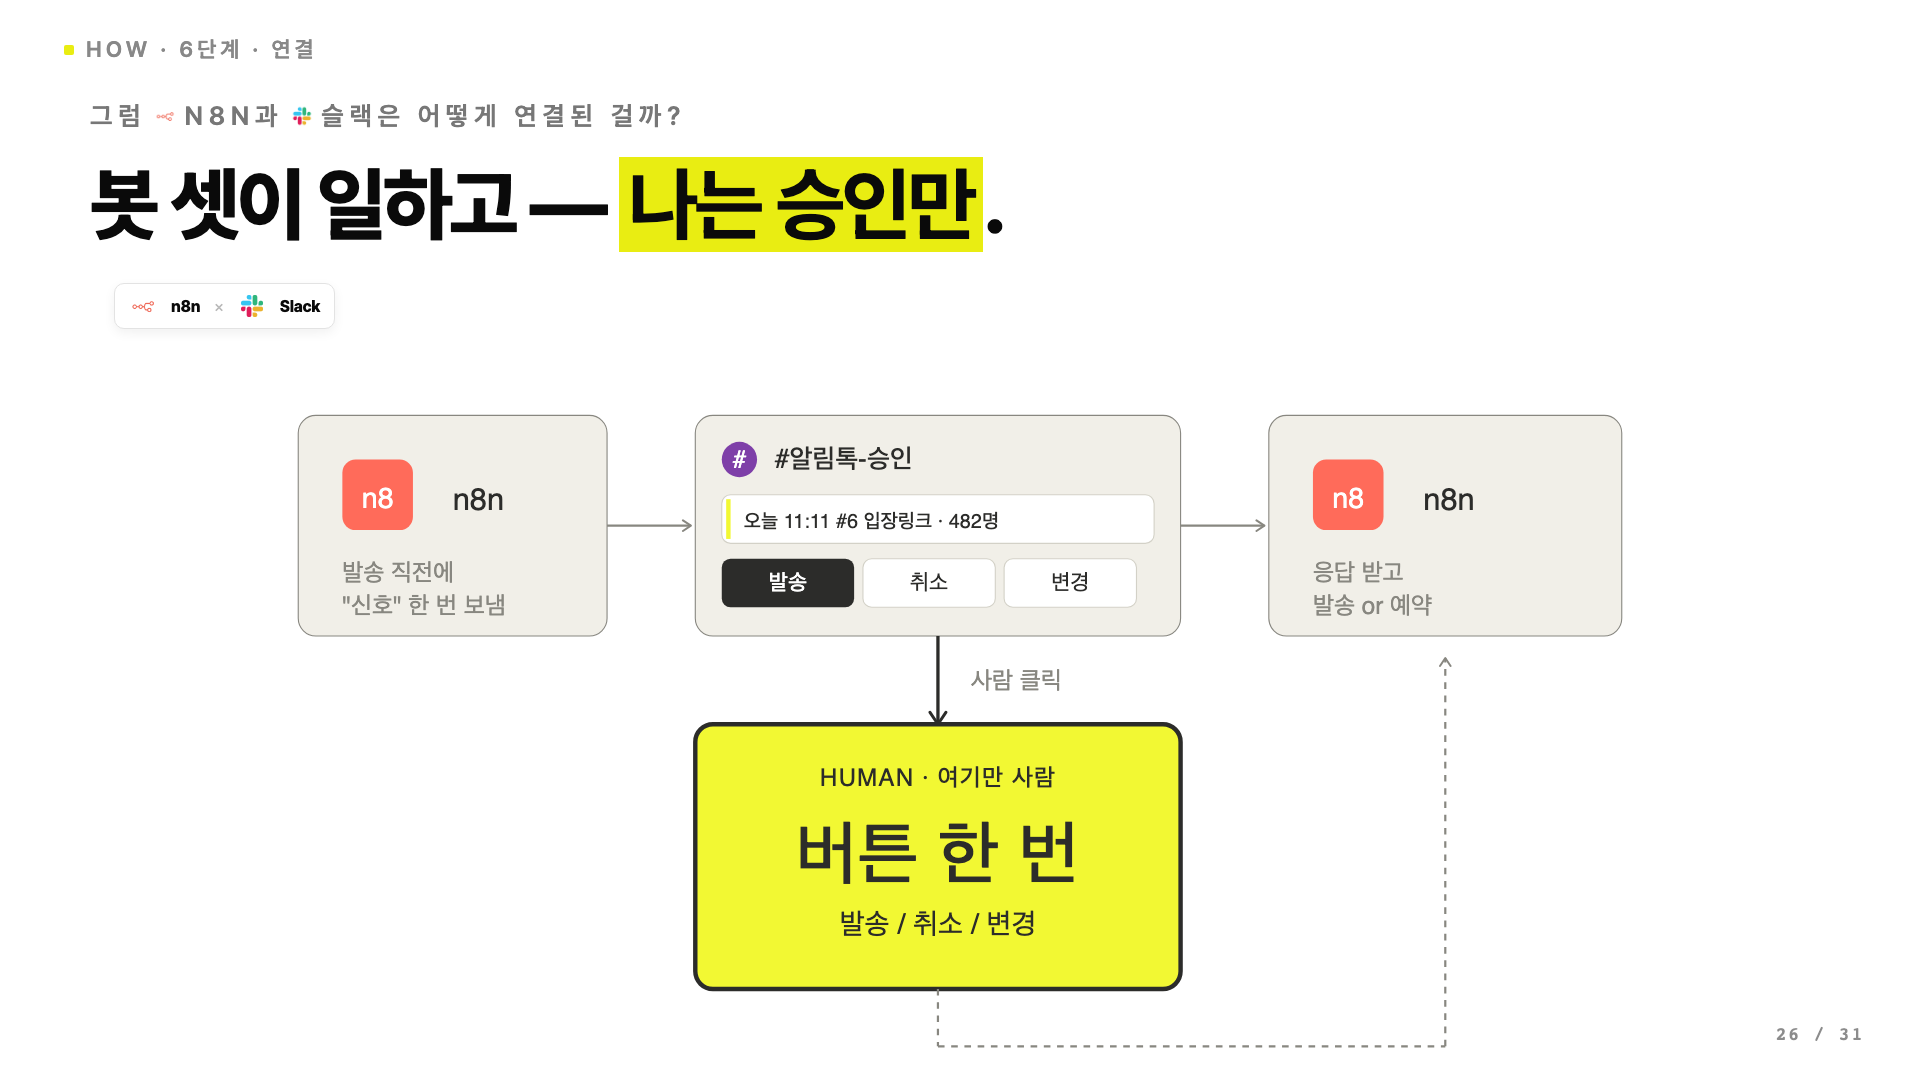 HOW · 6단계 · 연결
그럼 N8N과 슬랙은 어떻게 연결된 걸까?
봇 셋이 일하고 — 나는 승인만.
n8n × Slack
n8
n8n
발송 직전에
"신호" 한 번 보냄
# #알림톡-승인
오늘 11:11 #6 입장링크 · 482명
발송 취소 변경
n8
n8n
응답 받고
발송 or 예약
사람 클릭
HUMAN · 여기만 사람
버튼 한 번
발송 / 취소 / 변경
26 / 31